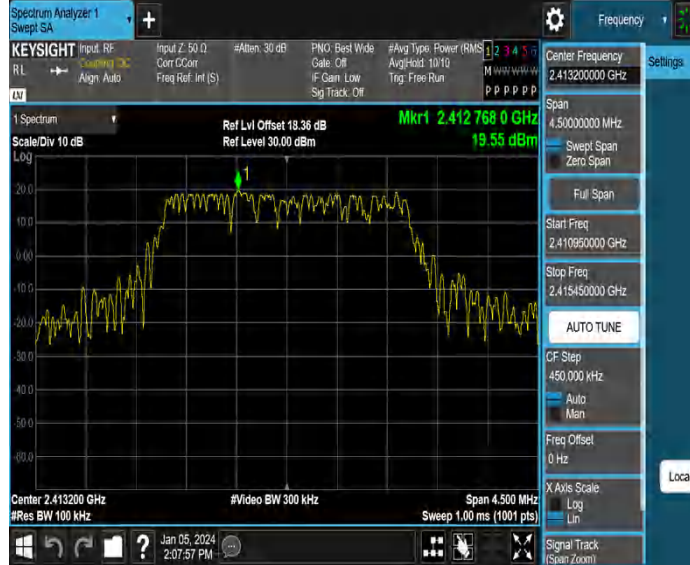 Spectrum Analyzer 1
Swept SA
+
Frequency
KEYSIGHT
Input: RF
Input Z: 50 Ω
#Atten: 30 dB
PNO: Best Wide
#Avg Type: Power (RMS
1 2 3 4 5 6
RL
Coupling: DC
Corr CCorr
Gate: Off
Avg|Hold: 10/10
M W W W W W
Align: Auto
Freq Ref: Int (S)
IF Gain: Low
Trig: Free Run
Sig Track: Off
P P P P P P
LXI
1 Spectrum
Ref Lvl Offset 18.36 dB
Mkr1 2.412 768 0 GHz
Scale/Div 10 dB
Ref Level 30.00 dBm
19.55 dBm
Log
1
20.0
10.0
0.00
-10.0
-20.0
-30.0
-40.0
-50.0
-60.0
Center 2.413200 GHz
#Video BW 300 kHz
Span 4.500 MHz
#Res BW 100 kHz
Sweep 1.00 ms (1001 pts)
?
Jan 05, 2024
2:07:57 PM
Center Frequency
2.413200000 GHz
Settings
Span
4.50000000 MHz
Swept Span
Zero Span
Full Span
Start Freq
2.410950000 GHz
Stop Freq
2.415450000 GHz
AUTO TUNE
CF Step
450.000 kHz
Auto
Man
Freq Offset
0 Hz
X Axis Scale
Log
Lin
Loca
Signal Track
(Span Zoom)